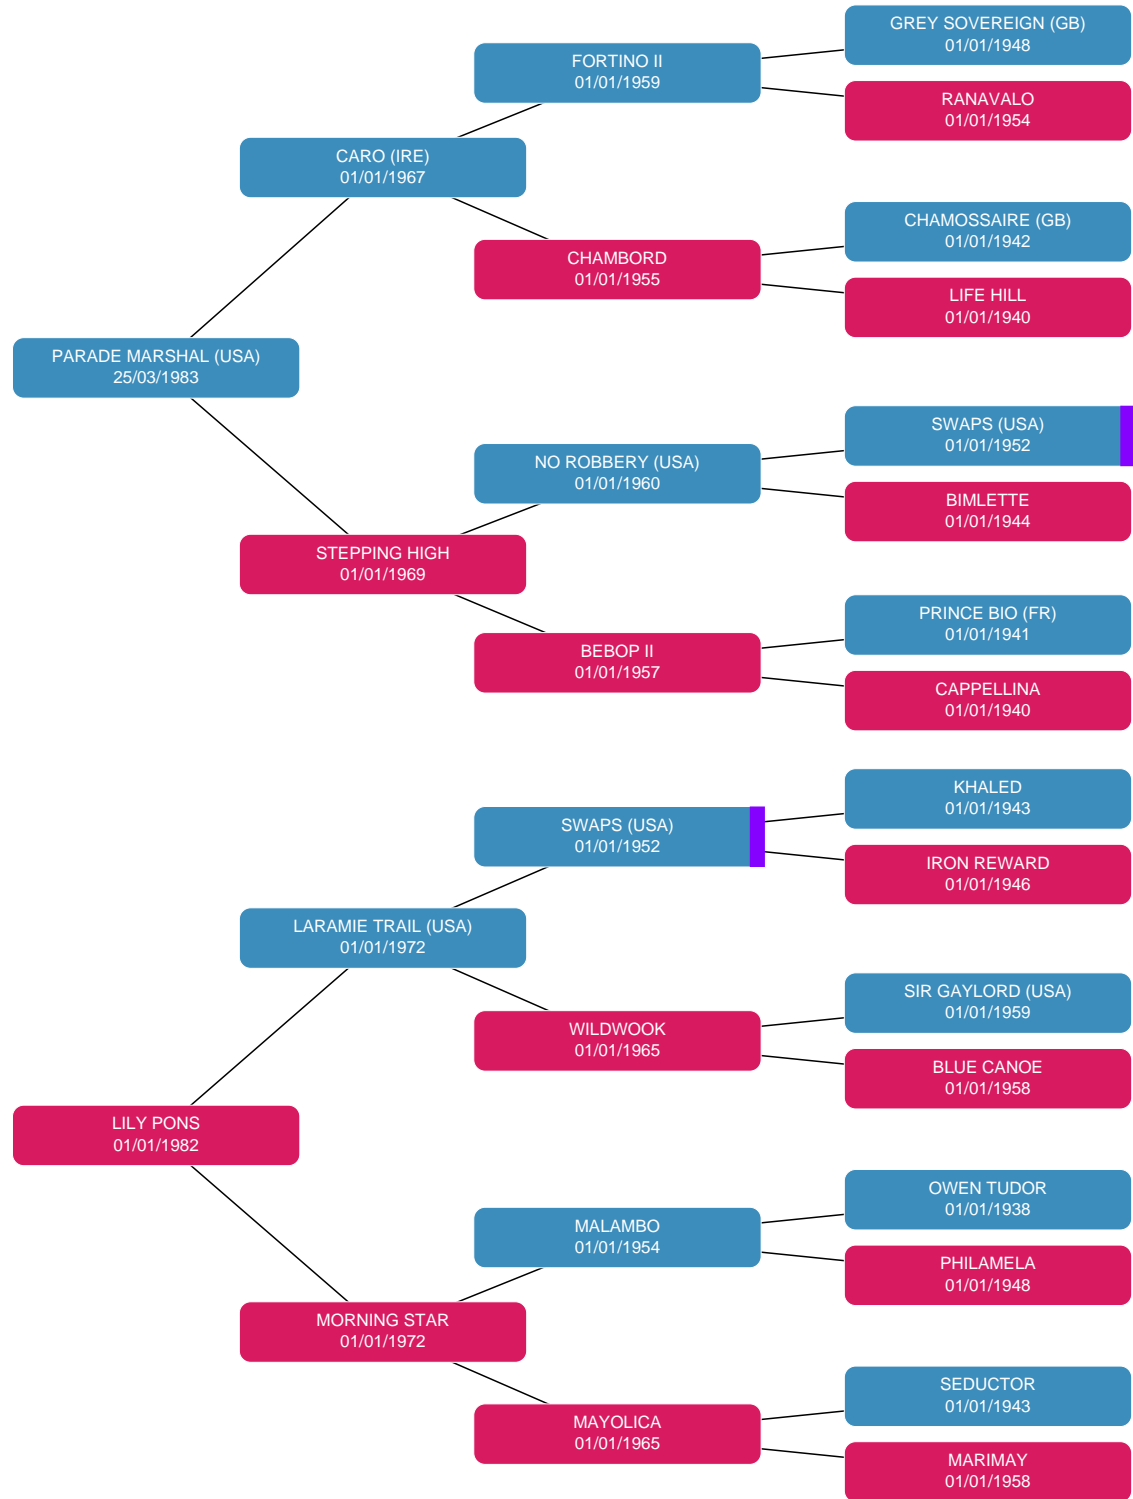 GREY SOVEREIGN (GB)
01/01/1948
FORTINO II
01/01/1959
RANAVALO
01/01/1954
CARO (IRE)
01/01/1967
CHAMOSSAIRE (GB)
01/01/1942
CHAMBORD
01/01/1955
LIFE HILL
01/01/1940
PARADE MARSHAL (USA)
25/03/1983
SWAPS (USA)
01/01/1952
NO ROBBERY (USA)
01/01/1960
BIMLETTE
01/01/1944
STEPPING HIGH
01/01/1969
PRINCE BIO (FR)
01/01/1941
BEBOP II
01/01/1957
CAPPELLINA
01/01/1940
KHALED
01/01/1943
SWAPS (USA)
01/01/1952
IRON REWARD
01/01/1946
LARAMIE TRAIL (USA)
01/01/1972
SIR GAYLORD (USA)
01/01/1959
WILDWOOK
01/01/1965
BLUE CANOE
01/01/1958
LILY PONS
01/01/1982
OWEN TUDOR
01/01/1938
MALAMBO
01/01/1954
PHILAMELA
01/01/1948
MORNING STAR
01/01/1972
SEDUCTOR
01/01/1943
MAYOLICA
01/01/1965
MARIMAY
01/01/1958